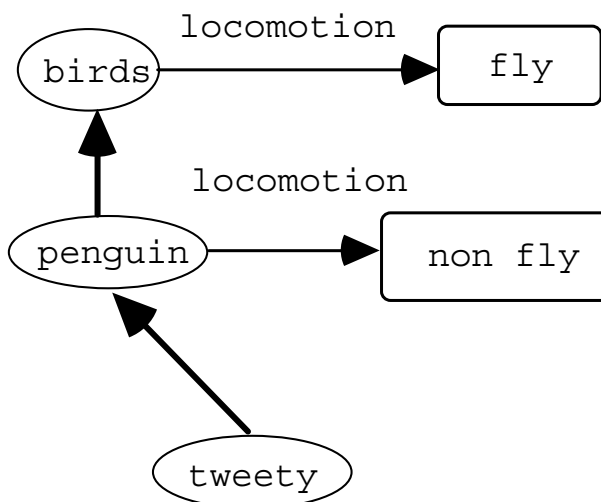 locomotion
birds
fly
locomotion
penguin
non fly
tweety